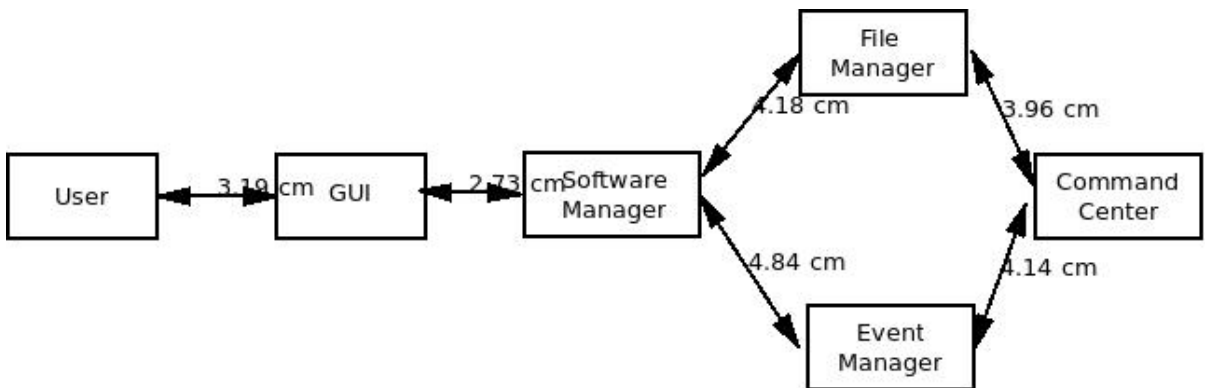 File
Manager
4.18 cm
3.96 cm
User
3.19 cm
GUI
2.73 cm
Software
Manager
Command
Center
4.84 cm
4.14 cm
Event
Manager